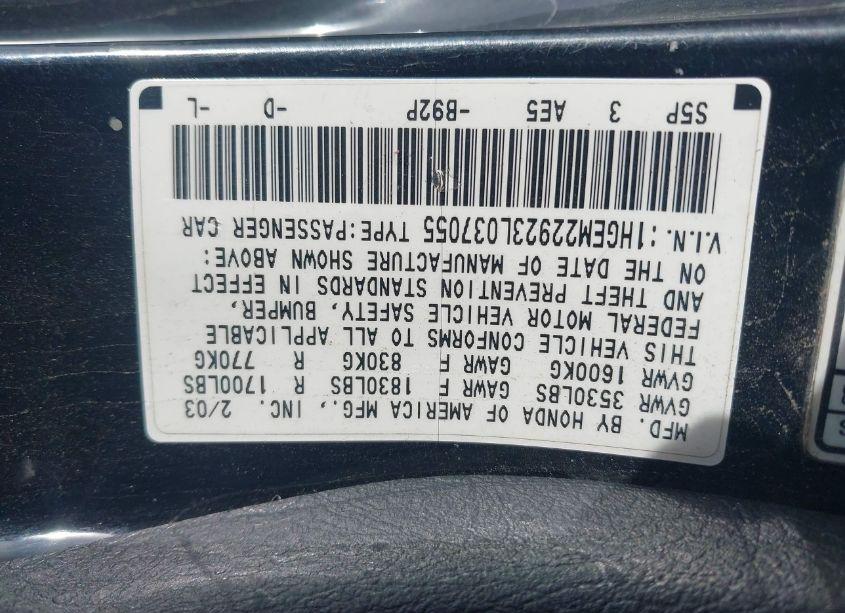 MFD. BY HONDA OF AMERICA MFG., INC. 2/03
GVWR 3530LBS GAWR F 1830LBS R 1700LBS
GVWR 1600KG GAWR F 830KG R 770KG
THIS VEHICLE CONFORMS TO ALL APPLICABLE
FEDERAL MOTOR VEHICLE SAFETY, BUMPER,
AND THEFT PREVENTION STANDARDS IN EFFECT
ON THE DATE OF MANUFACTURE SHOWN ABOVE:
V.I.N.:1HGEM22923L037055 TYPE:PASSENGER CAR
S5P 3 AE5 -B92P -D -L